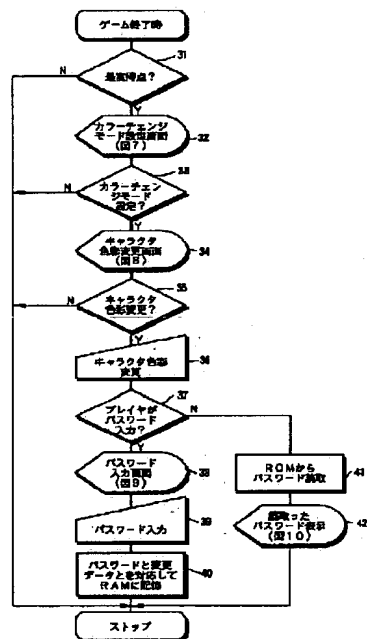 ゲーム終了時
31
N
最高得点？
Y
カラーチェンジ
モード設定画面
(図7)
32
33
N
カラーチェン
ジモード
設定？
Y
キャラクタ
色彩変更画面
(図8)
34
35
N
キャラクタ
色彩変更？
Y
キャラクタ色彩
変更
36
37
N
プレイヤが
パスワード
入力？
Y
パスワード
入力画面
(図9)
38
ROMから
パスワード読取
41
パスワード入力
39
読取った
パスワード表示
(図10)
42
パスワードと変更
データとを対応して
RAMに記憶
40
ストップ